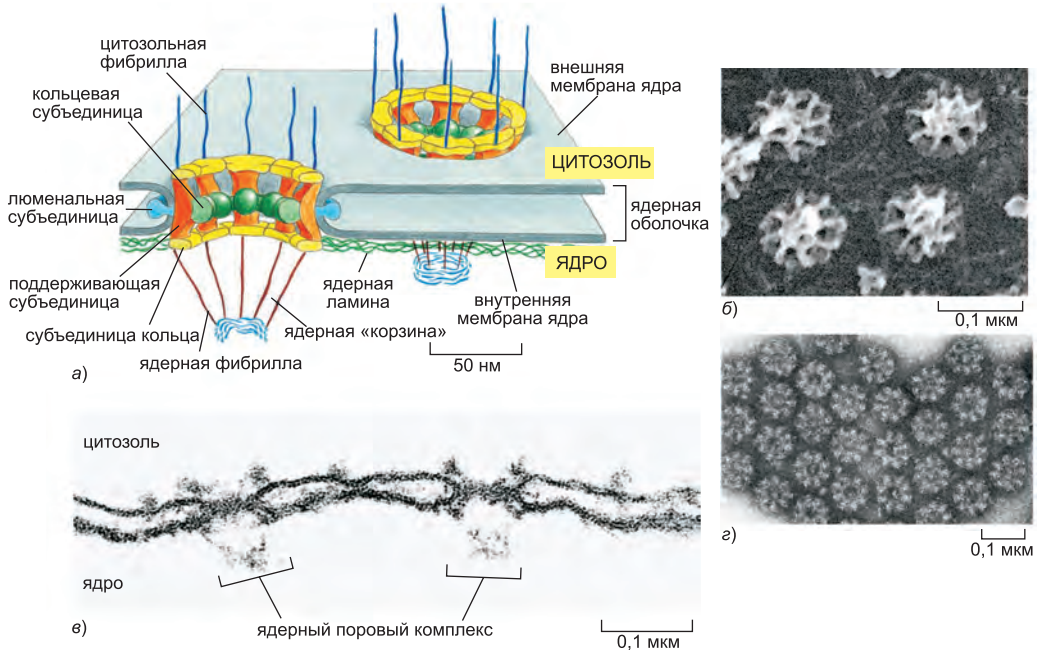 цитозольная
фибрилла
кольцевая
субъединица
люменальная
субъединица
поддерживающая
субъединица
субъединица кольца
ядерная фибрилла
ядерная «корзина»
ядерная
ламина
внешняя
мембрана ядра
ЦИТОЗОЛЬ
ядерная
оболочка
ЯДРО
внутренняя
мембрана ядра
50 нм
а)
б)
0,1 мкм
цитозоль
ядро
ядерный поровый комплекс
0,1 мкм
в)
г)
0,1 мкм